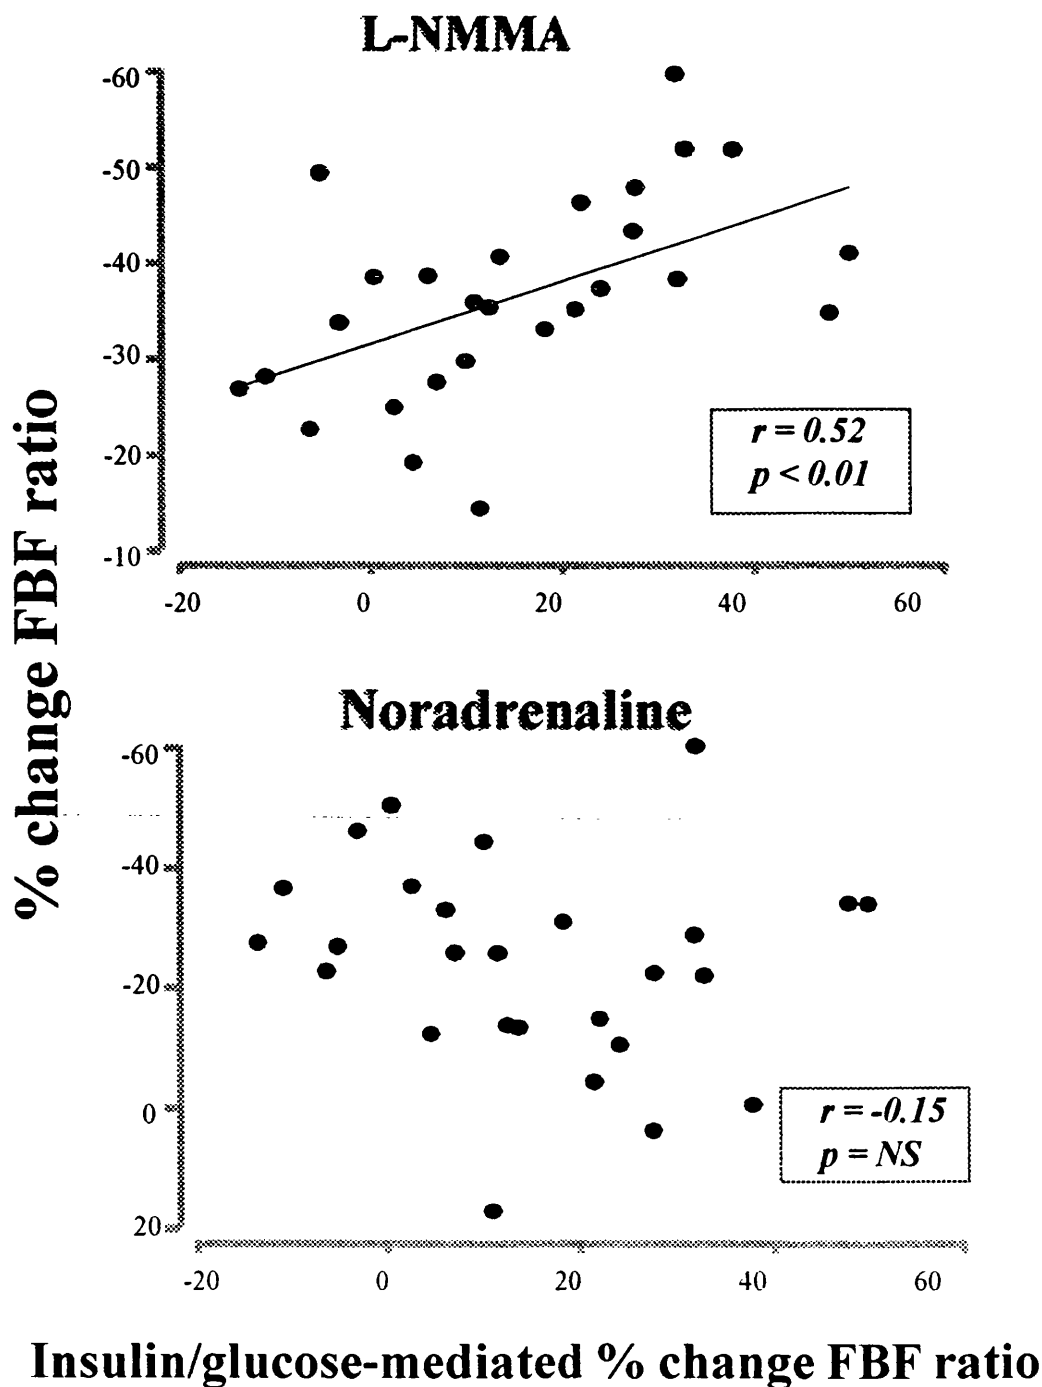 L-NMMA
-60
-50
-40
-30
-20
-10
r = 0.52
p < 0.01
-20 0 20 40 60
% change FBF ratio
Noradrenaline
-60
-40
-20
0
20
r = -0.15
p = NS
-20 0 20 40 60
Insulin/glucose-mediated % change FBF ratio